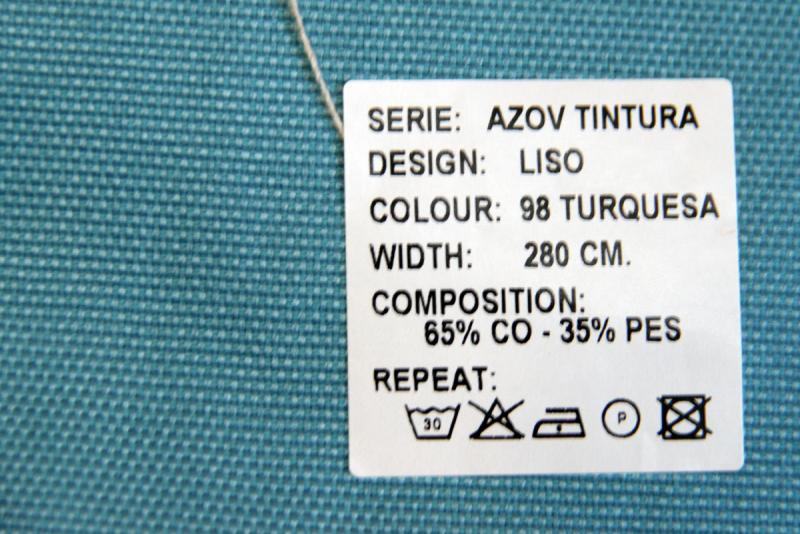 SERIE: AZOV TINTURA
DESIGN: LISO
COLOUR: 98 TURQUESA
WIDTH: 280 CM.
COMPOSITION:
65% CO - 35% PES
REPEAT:
30 P